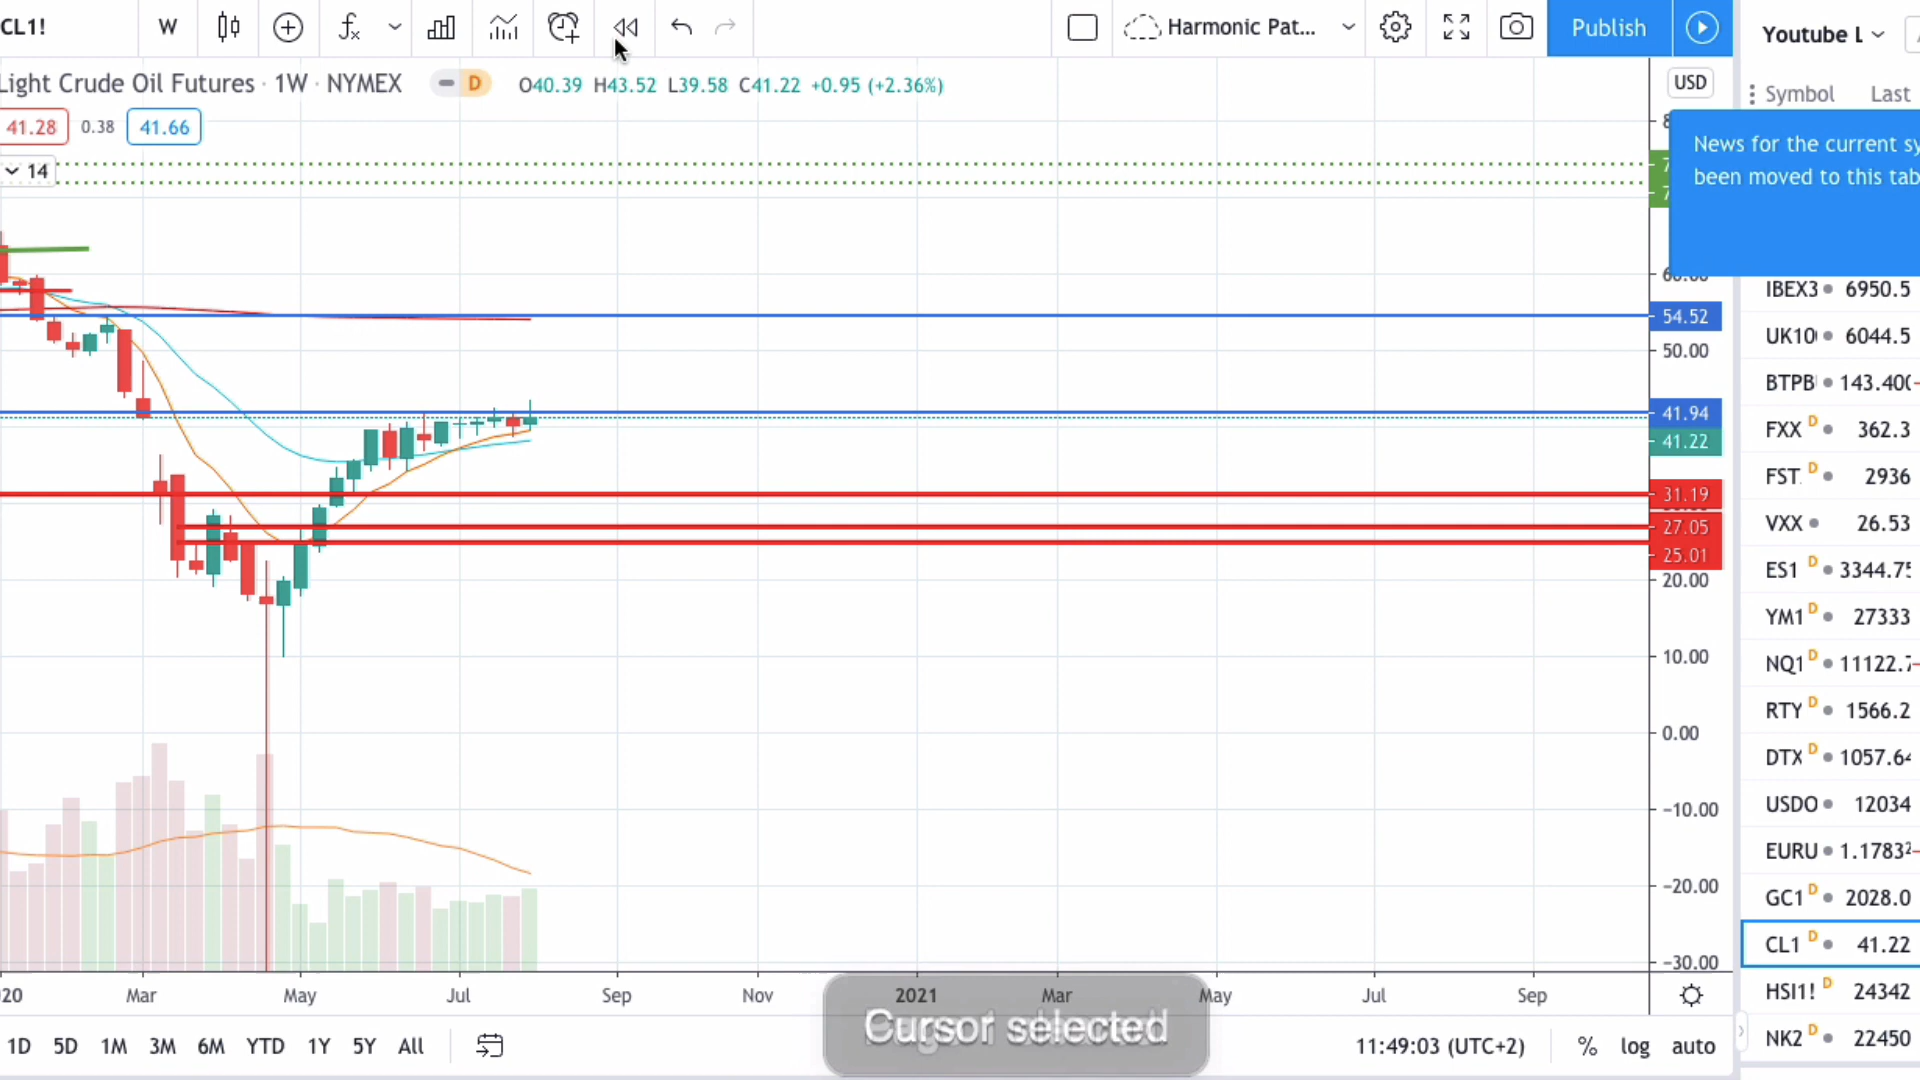 CL1!
W
Harmonic Pat...
Publish
Youtube L
Light Crude Oil Futures · 1W · NYMEX
D
O40.39 H43.52 L39.58 C41.22 +0.95 (+2.36%)
USD
Symbol Last
41.28
0.38
41.66
14
News for the current sy
been moved to this tab
54.52
50.00
41.94
41.22
31.19
27.05
25.01
20.00
10.00
0.00
−10.00
−20.00
−30.00
IBEX3 6950.5
UK10 6044.5
BTPB 143.40
FXX D 362.3
FST D 2936
VXX 26.53
ES1 D 3344.75
YM1 D 27333
NQ1 D 11122.7
RTY D 1566.2
DTX D 1057.64
USDO 12034
EURU 1.1783
GC1 D 2028.0
CL1 D 41.22
HSI1! D 24342
NK2 D 22450
20 Mar May Jul Sep Nov 2021 Mar May Jul Sep
Cursor selected
1D 5D 1M 3M 6M YTD 1Y 5Y All
11:49:03 (UTC+2)
% log auto